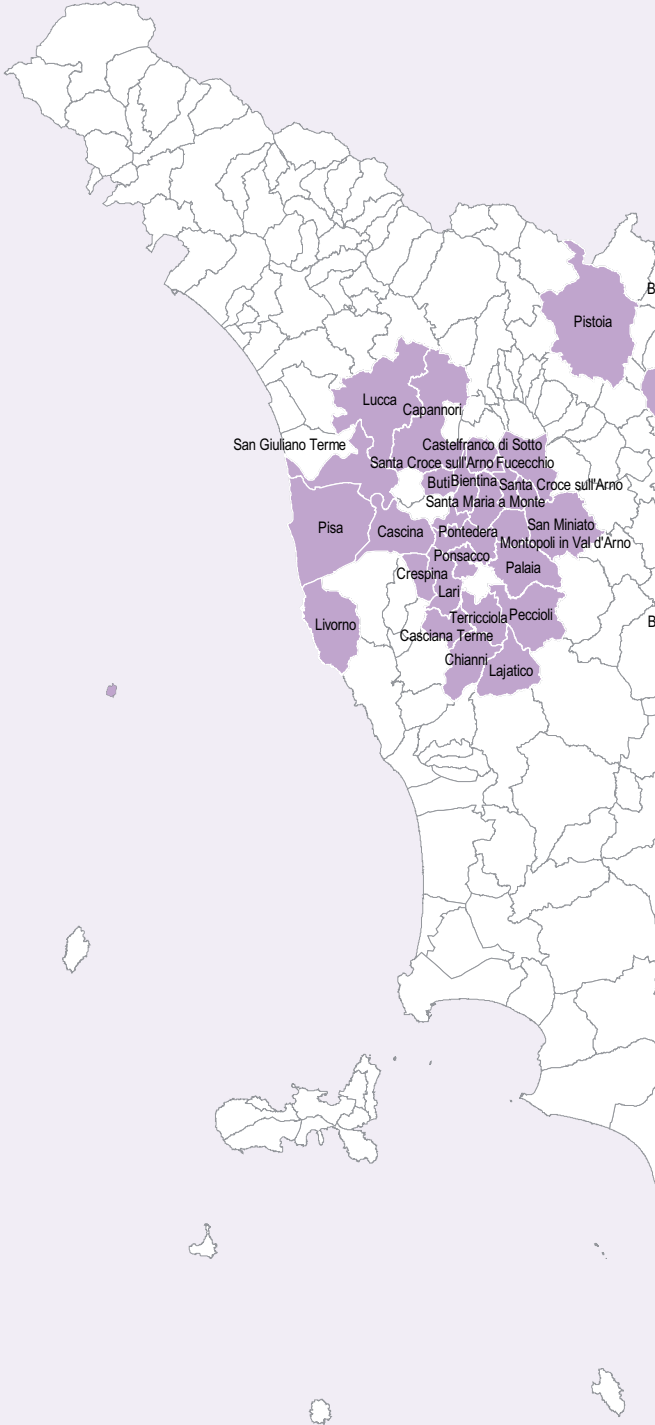 B
Pistoia
Lucca
Capannori
San Giuliano Terme
Castelfranco di Sotto
Santa Croce sull'Arno Fucecchio
Buti Bientina Santa Croce sull'Arno
Santa Maria a Monte
Pisa
Cascina
Pontedera
San Miniato
Montopoli in Val d'Arno
Ponsacco
Crespina
Palaia
Lari
Livorno
Terricciola Peccioli
B
Casciana Terme
Chianni
Lajatico